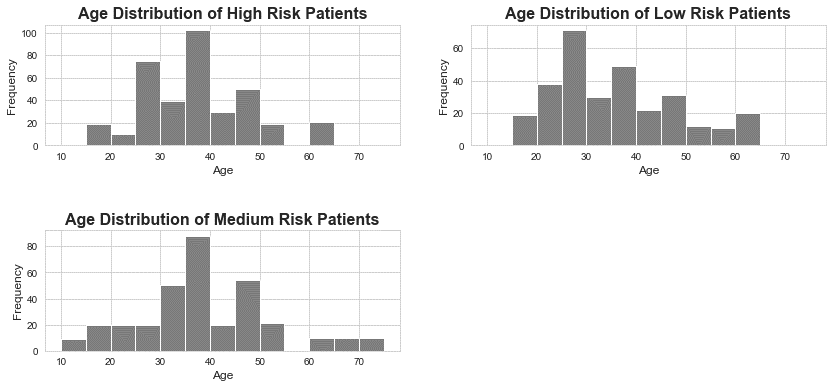 Age Distribution of High Risk Patients
Frequency
100
80
60
40
20
0
10 20 30 40 50 60 70
Age
Age Distribution of Low Risk Patients
Frequency
60
40
20
0
10 20 30 40 50 60 70
Age
Age Distribution of Medium Risk Patients
Frequency
80
60
40
20
0
10 20 30 40 50 60 70
Age